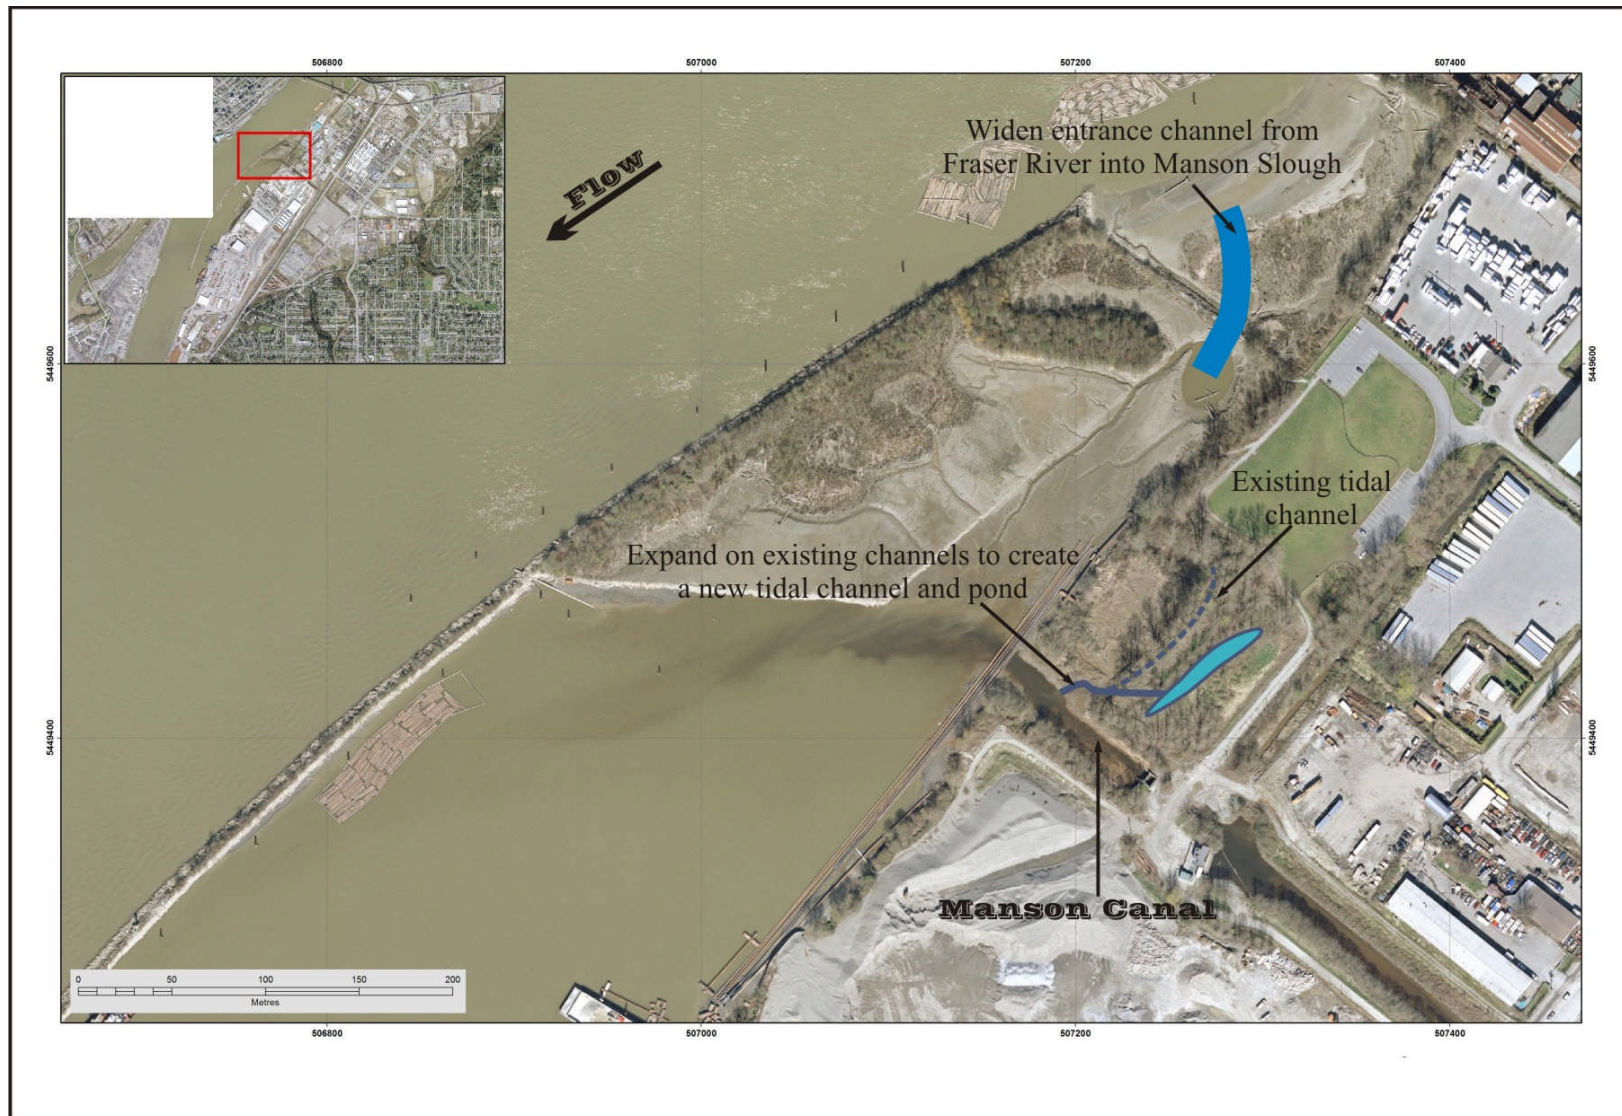 506800
507000
507200
507400
Widen entrance channel from
Fraser River into Manson Slough
Flow
5449600
5449600
Existing tidal
channel
Expand on existing channels to create
a new tidal channel and pond
5449400
5449400
Manson Canal
0 50 100 150 200
Metres
506800
507000
507200
507400